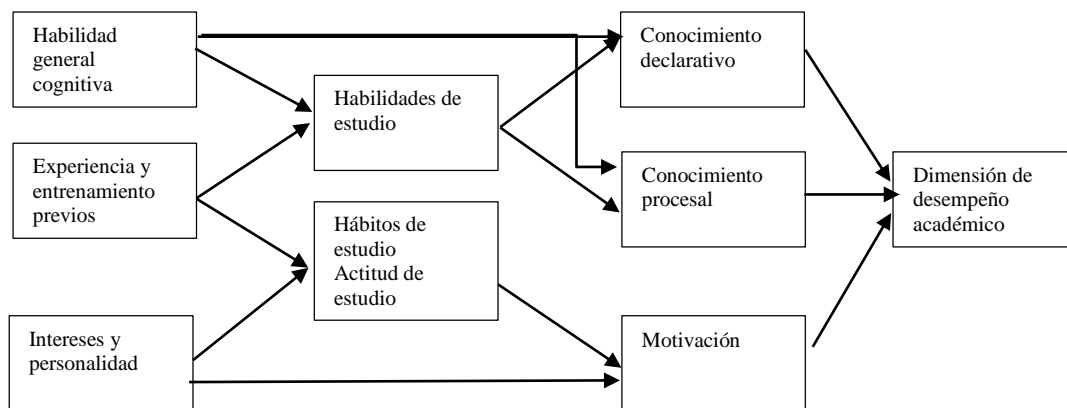 Habilidad
general
cognitiva
Experiencia y
entrenamiento
previos
Intereses y
personalidad
Habilidades de
estudio
Hábitos de
estudio
Actitud de
estudio
Conocimiento
declarativo
Conocimiento
procesal
Motivación
Dimensión de
desempeño
académico